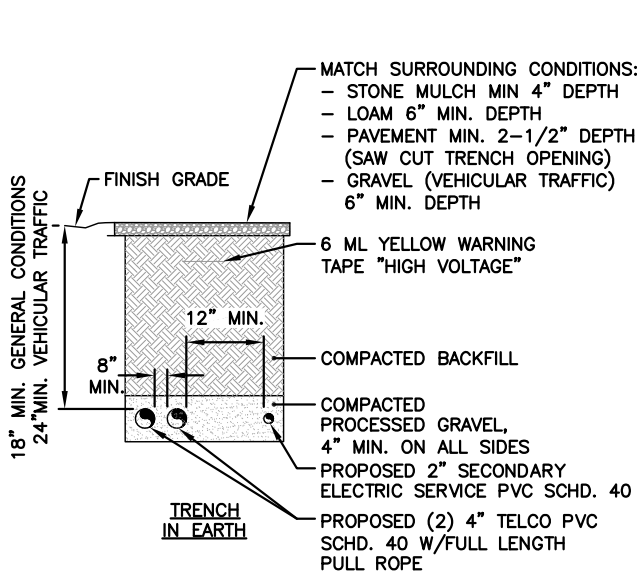 MATCH SURROUNDING CONDITIONS:
– STONE MULCH MIN 4" DEPTH
– LOAM 6" MIN. DEPTH
– PAVEMENT MIN. 2–1/2" DEPTH
(SAW CUT TRENCH OPENING)
– GRAVEL (VEHICULAR TRAFFIC)
6" MIN. DEPTH
FINISH GRADE
18" MIN. GENERAL CONDITIONS
24"MIN. VEHICULAR TRAFFIC
6 ML YELLOW WARNING
TAPE "HIGH VOLTAGE"
12" MIN.
8"
MIN.
COMPACTED BACKFILL
COMPACTED
PROCESSED GRAVEL,
4" MIN. ON ALL SIDES
PROPOSED 2" SECONDARY
ELECTRIC SERVICE PVC SCHD. 40
PROPOSED (2) 4" TELCO PVC
SCHD. 40 W/FULL LENGTH
PULL ROPE
TRENCH
IN EARTH